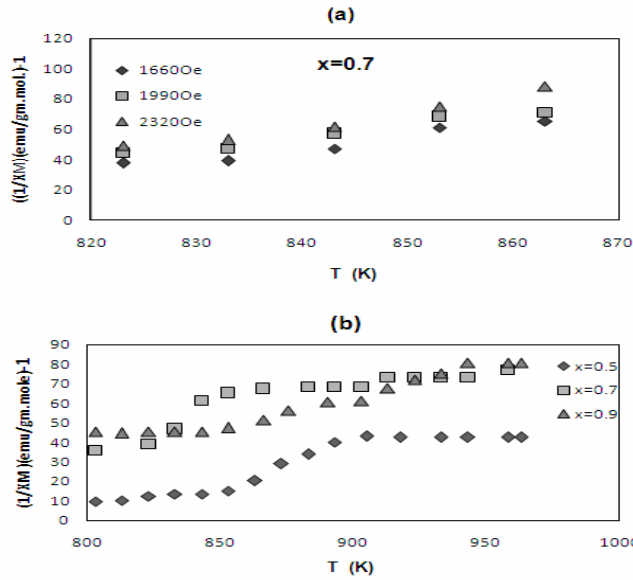 (a)
120
100
80
60
40
20
0
x=0.7
1660Oe
1990Oe
2320Oe
((1/XM)(emu/gm.mol.)-1
820 830 840 850 860 870
T (K)
(b)
90
80
70
60
50
40
30
20
10
0
x=0.5
x=0.7
x=0.9
(1/XM)(emu/gm.mole)-1
800 850 900 950 1000
T (K)